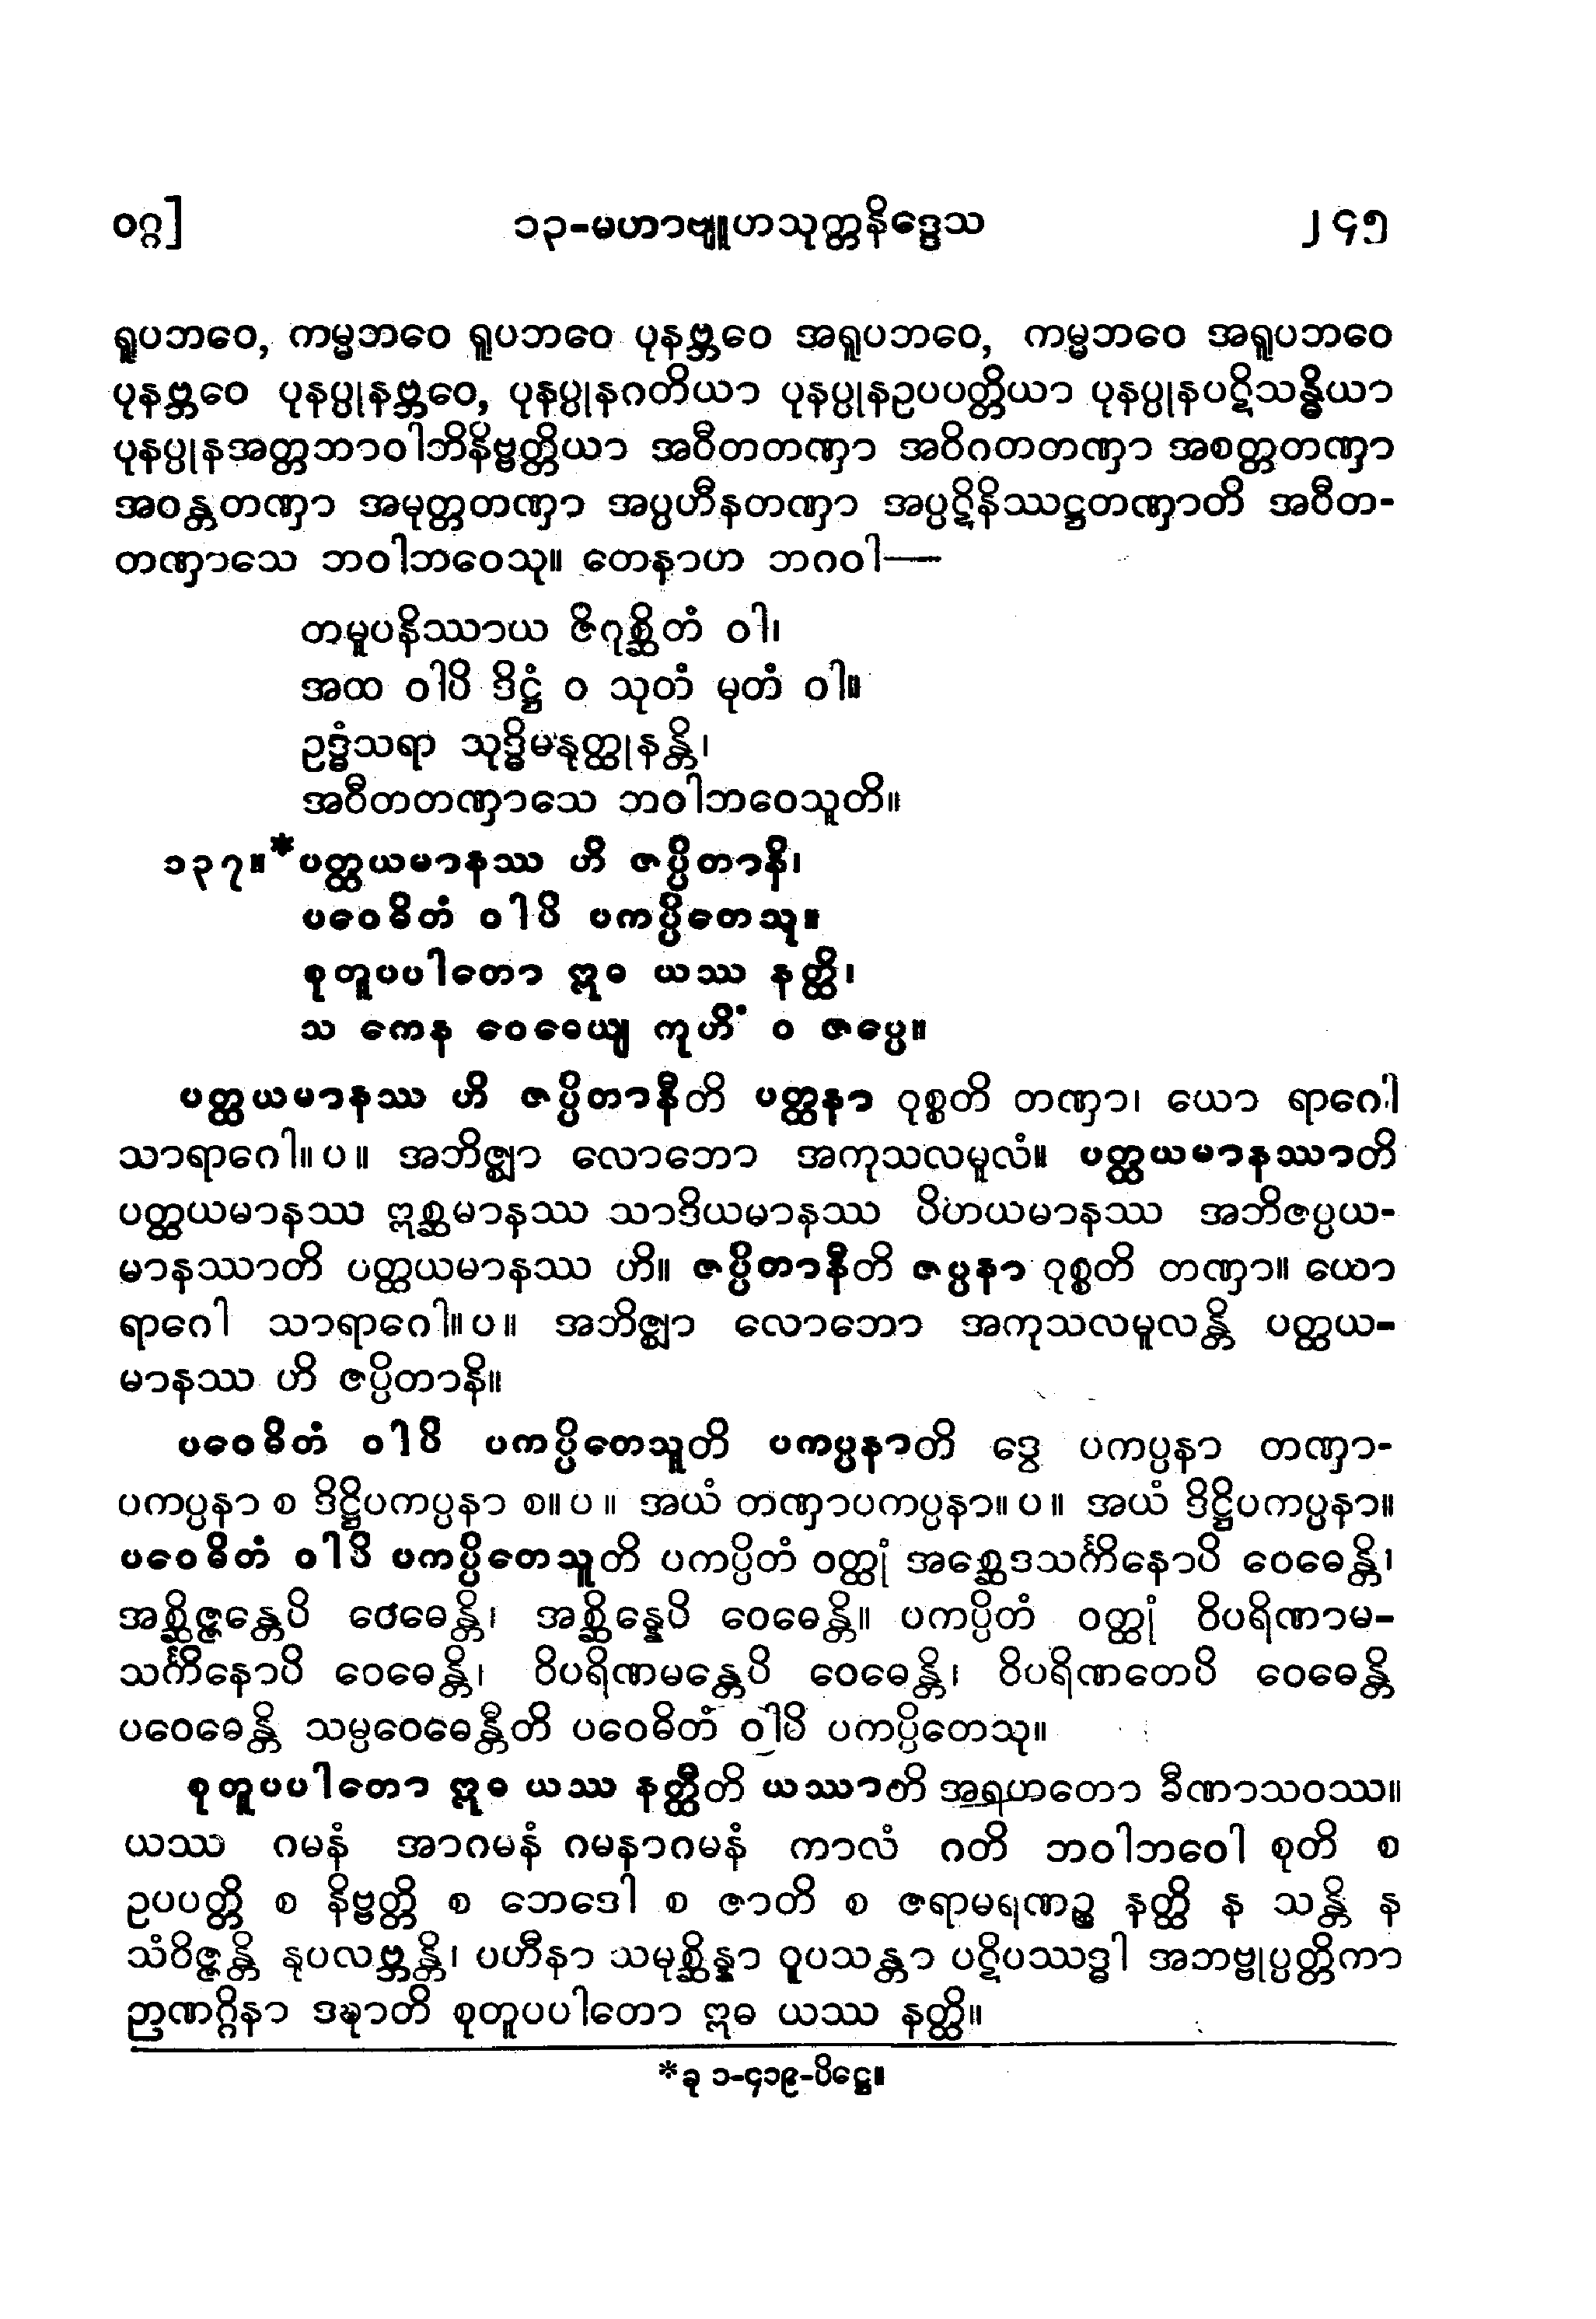 ဝဂ္ဂ]	၁၃-မဟာဗျူဟသုတ္တနိဒ္ဒေသ	၂၄၅
ရူပဘဝေ, ကမ္မဘဝေ ရူပဘဝေ ပုနဗ္ဘဝေ အရူပဘဝေ, ကမ္မဘဝေ အရူပဘဝေ
ပုနဗ္ဘဝေ ပုနပ္ပုနဗ္ဘဝေ, ပုနပ္ပုနဂတိယာ ပုနပ္ပုနဥပပတ္တိယာ ပုနပ္ပုနပဋိသန္ဓိယာ
ပုနပ္ပုနအတ္တဘာဝါဘိနိဗ္ဗတ္တိယာ အဝီတတဏှာ အဝိဂတတဏှာ အစတ္တတဏှာ
အဝန္တတဏှာ အမုတ္တတဏှာ အပ္ပဟီနတဏှာ အပ္ပဋိနိဿဋ္ဌတဏှာတိ အဝီတ-
တဏှာသေ ဘဝါဘဝေသု။ တေနာဟ ဘဂဝါ—
တမူပနိဿာယ ဇိဂုစ္ဆိတံ ဝါ၊
အထ ဝါပိ ဒိဋ္ဌံ ဝ သုတံ မုတံ ဝါ။
ဥဒ္ဓံသရာ သုဒ္ဓိမနုတ္ထုနန္တိ၊
အဝီတတဏှာသေ ဘဝါဘဝေသူတိ။
၁၃၇။*ပတ္ထယမာနဿ ဟိ ဇပ္ပိတာနိ၊
ပဝေဓိတံ ဝါပိ ပကပ္ပိတေသု။
စုတူပပါတော ဣဓ ယဿ နတ္ထိ၊
သ ကေန ဝေဓေယျ ကုဟိံ ဝ ဇပ္ပေ။
ပတ္ထယမာနဿ ဟိ ဇပ္ပိတာနီတိ ပတ္ထနာ ဝုစ္စတိ တဏှာ၊ ယော ရာဂေါ
သာရာဂေါ။ ပ ။ အဘိဇ္ဈာ လောဘော အကုသလမူလံ။ ပတ္ထယမာနဿာတိ
ပတ္ထယမာနဿ ဣစ္ဆမာနဿ သာဒိယမာနဿ ပိဟယမာနဿ အဘိဇပ္ပယ-
မာနဿာတိ ပတ္ထယမာနဿ ဟိ။ ဇပ္ပိတာနီတိ ဇပ္ပနာ ဝုစ္စတိ တဏှာ။ ယော
ရာဂေါ သာရာဂေါ။ ပ ။ အဘိဇ္ဈာ လောဘော အကုသလမူလန္တိ ပတ္ထယ-
မာနဿ ဟိ ဇပ္ပိတာနိ။
ပဝေဓိတံ ဝါပိ ပကပ္ပိတေသူတိ ပကပ္ပနာတိ ဒွေ ပကပ္ပနာ တဏှာ-
ပကပ္ပနာ စ ဒိဋ္ဌိပကပ္ပနာ စ။ ပ ။ အယံ တဏှာပကပ္ပနာ။ ပ ။ အယံ ဒိဋ္ဌိပကပ္ပနာ။
ပဝေဓိတံ ဝါပိ ပကပ္ပိတေသူတိ ပကပ္ပိတံ ဝတ္ထုံ အစ္ဆေဒသင်္ကိနောပိ ဝေဓေန္တိ၊
အစ္ဆိဇ္ဇန္တေပိ ဝေဓေန္တိ၊ အစ္ဆိန္နေပိ ဝေဓေန္တိ။ ပကပ္ပိတံ ဝတ္ထုံ ဝိပရိဏာမ-
သင်္ကိနောပိ ဝေဓေန္တိ၊ ဝိပရိဏမန္တေပိ ဝေဓေန္တိ၊ ဝိပရိဏတေပိ ဝေဓေန္တိ
ပဝေဓေန္တိ သမ္ပဝေဓေန္တီတိ ပဝေဓိတံ ဝါပိ ပကပ္ပိတေသု။
စုတူပပါတော ဣဓ ယဿ နတ္ထီတိ ယဿာတိ အရဟတော ခီဏာသဝဿ။
ယဿ ဂမနံ အာဂမနံ ဂမနာဂမနံ ကာလံ ဂတိ ဘဝါဘဝေါ စုတိ စ
ဥပပတ္တိ စ နိဗ္ဗတ္တိ စ ဘေဒေါ စ ဇာတိ စ ဇရာမရဏဉ္စ နတ္ထိ န သန္တိ န
သံဝိဇ္ဇန္တိ နုပလဗ္ဘန္တိ၊ ပဟီနာ သမုစ္ဆိန္နာ ဝူပသန္တာ ပဋိပဿဒ္ဓါ အဘဗ္ဗုပ္ပတ္တိကာ
ဉာဏဂ္ဂိနာ ဒဍ္ဎာတိ စုတူပပါတော ဣဓ ယဿ နတ္ထိ။
*ခု ၁-၄၁၉-ပိဋ္ဌေ။